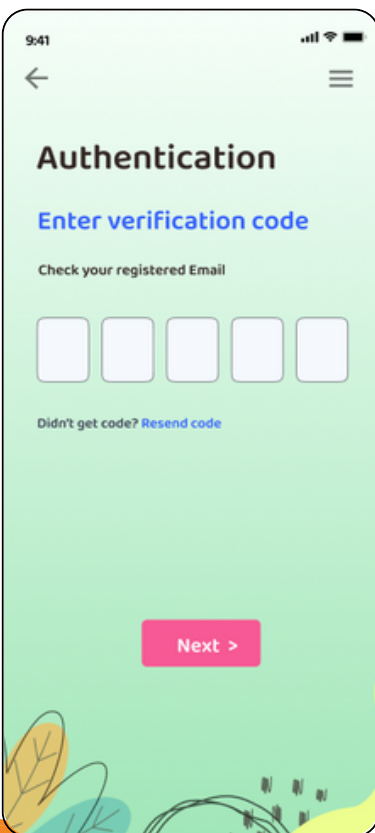 9:41
Authentication
Enter verification code
Check your registered Email
Didn't get code? Resend code
Next >